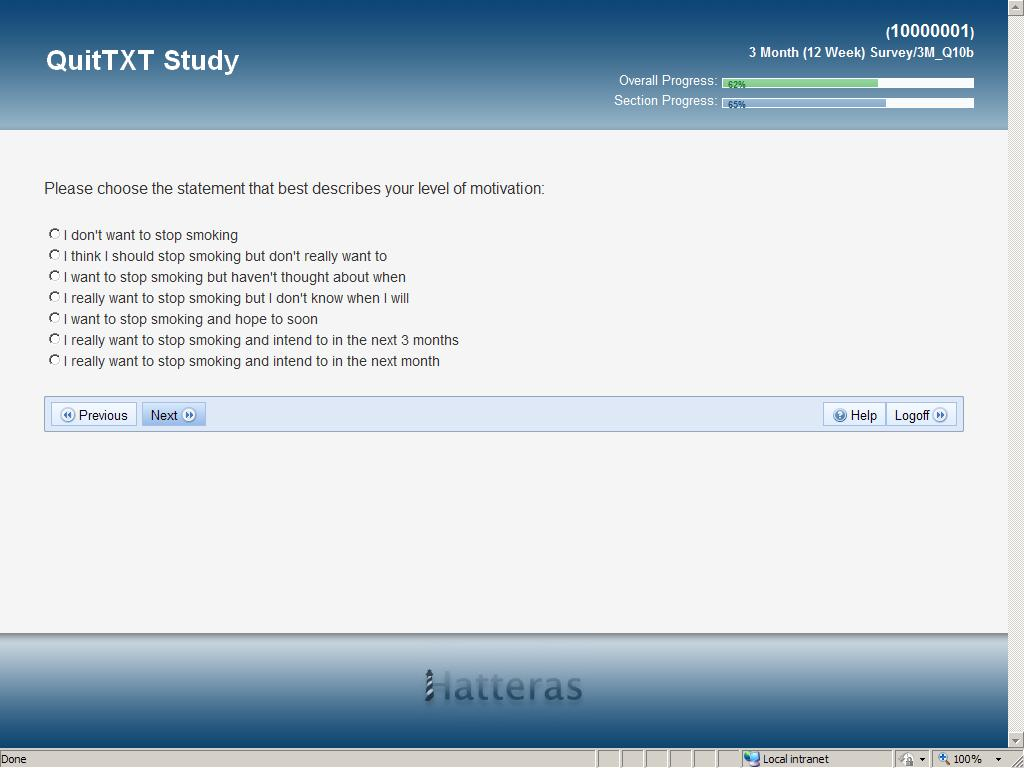 (10000001)
QuitTXT Study
3 Month (12 Week) Survey/3M_Q10b
Overall Progress: 62%
Section Progress: 65%
Please choose the statement that best describes your level of motivation:
I don't want to stop smoking
I think I should stop smoking but don't really want to
I want to stop smoking but haven't thought about when
I really want to stop smoking but I don't know when I will
I want to stop smoking and hope to soon
I really want to stop smoking and intend to in the next 3 months
I really want to stop smoking and intend to in the next month
Previous Next Help Logoff
Hatteras
Done Local intranet 100%